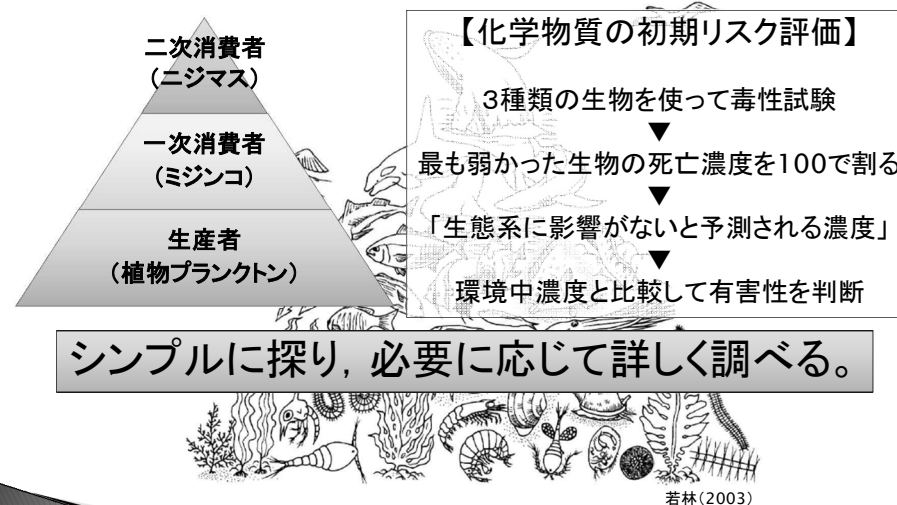 二次消費者
(ニジマス)
一次消費者
(ミジンコ)
生産者
(植物プランクトン)
【化学物質の初期リスク評価】
3種類の生物を使って毒性試験
▼
最も弱かった生物の死亡濃度を100で割る
▼
「生態系に影響がないと予測される濃度」
▼
環境中濃度と比較して有害性を判断
シンプルに探り,必要に応じて詳しく調べる。
若林(2003)